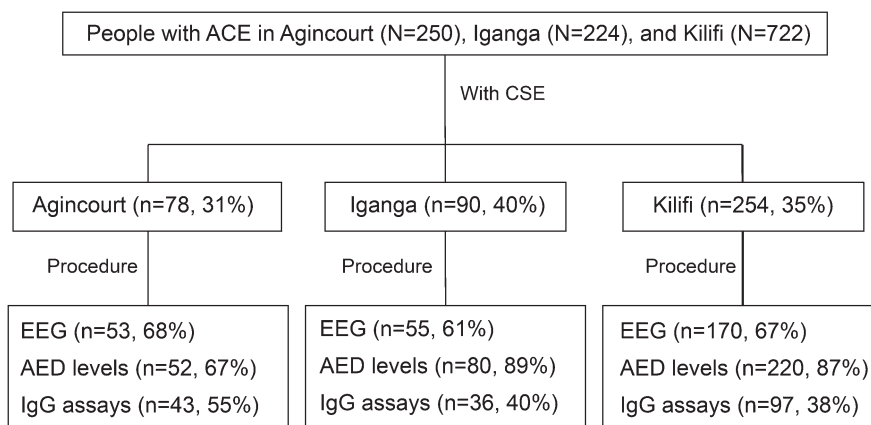 People with ACE in Agincourt (N=250), Iganga (N=224), and Kilifi (N=722)
With CSE
Agincourt (n=78, 31%)
Iganga (n=90, 40%)
Kilifi (n=254, 35%)
Procedure
Procedure
Procedure
EEG (n=53, 68%)
AED levels (n=52, 67%)
IgG assays (n=43, 55%)
EEG (n=55, 61%)
AED levels (n=80, 89%)
IgG assays (n=36, 40%)
EEG (n=170, 67%)
AED levels (n=220, 87%)
IgG assays (n=97, 38%)